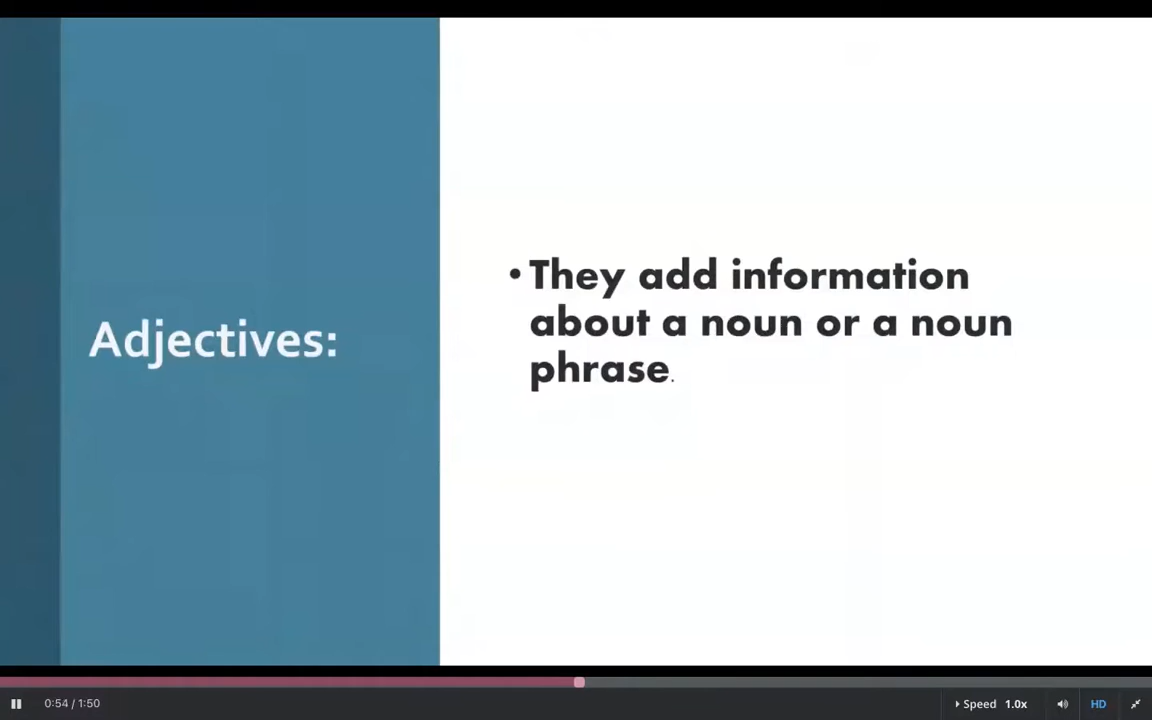 Adjectives:
• They add information
about a noun or a noun
phrase.
0:54 / 1:50
Speed 1.0x
HD